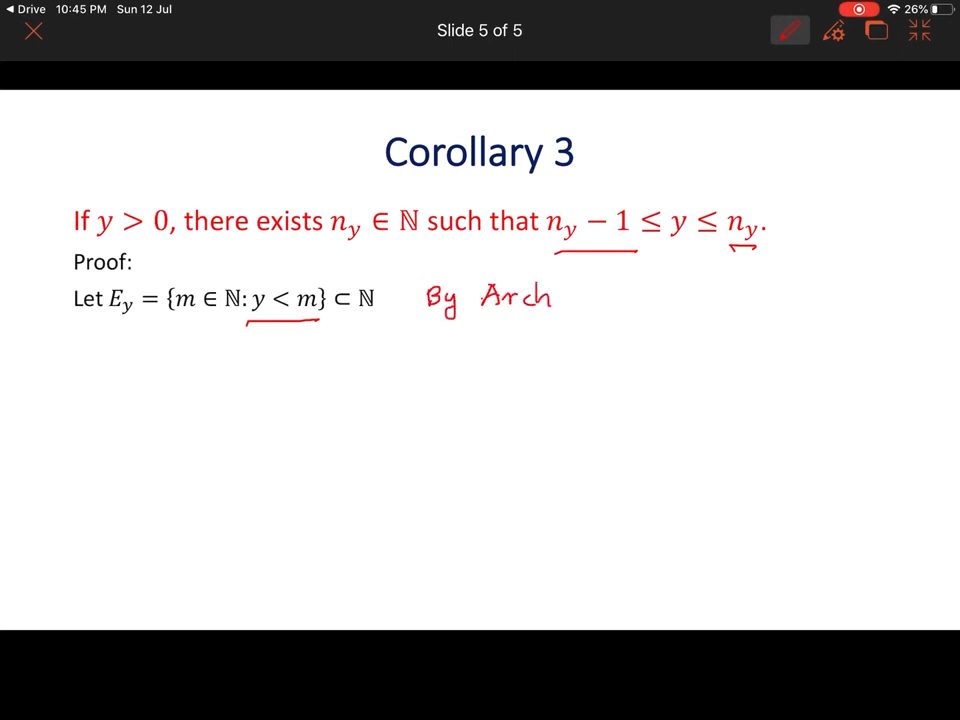 Drive 10:45 PM Sun 12 Jul 26%
Slide 5 of 5
Corollary 3
If y > 0, there exists n_y ∈ ℕ such that n_y − 1 ≤ y ≤ n_y.
Proof:
Let E_y = {m ∈ ℕ: y < m} ⊂ ℕ By Arch